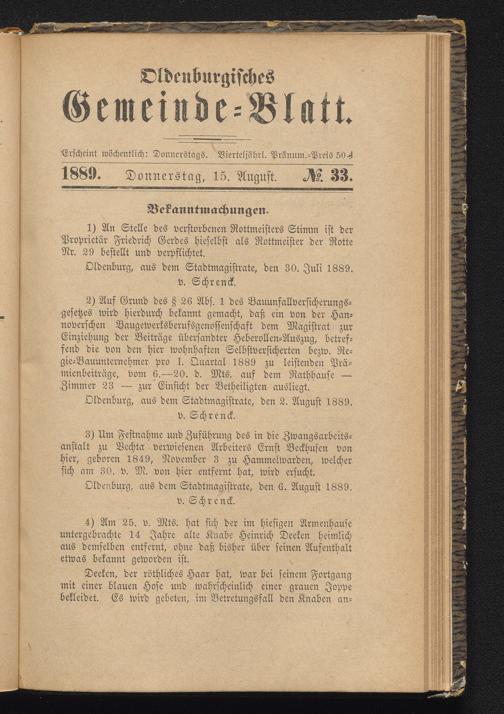 Oldenburgisches
Gemeinde=Blatt.
Erscheint wöchentlich: Donnerstags. Vierteljährl. Pränum.=Preis 50 ₰
1889. Donnerstag, 15. August. № 33.
Bekanntmachungen.
1) An Stelle des verstorbenen Rottmeisters Stimm ist der
Proprietär Friedrich Gerdes hieselbst als Rottmeister der Rotte
Nr. 29 bestellt und verpflichtet.
Oldenburg, aus dem Stadtmagistrate, den 30. Juli 1889.
v. Schrenck.
2) Auf Grund des § 26 Abs. 1 des Bauunfallversicherungs=
gesetzes wird hierdurch bekannt gemacht, daß ein von der Han=
noverschen Baugewerksberufsgenossenschaft dem Magistrat zur
Einziehung der Beiträge übersandter Heberollen=Auszug, betref=
fend die von den hier wohnhaften Selbstversicherten bezw. Re=
gie=Bauunternehmer pro I. Quartal 1889 zu leistenden Prä=
mienbeiträge, vom 6.—20. d. Mts. auf dem Rathhause —
Zimmer 23 — zur Einsicht der Betheiligten ausliegt.
Oldenburg, aus dem Stadtmagistrate, den 2. August 1889.
v. Schrenck.
3) Um Festnahme und Zuführung des in die Zwangsarbeits=
anstalt zu Vechta verwiesenen Arbeiters Ernst Beckhusen von
hier, geboren 1849, November 3 zu Hammelwarden, welcher
sich am 30. v. M. von hier entfernt hat, wird ersucht.
Oldenburg, aus dem Stadtmagistrate, den 6. August 1889.
v. Schrenck.
4) Am 25. v. Mts. hat sich der im hiesigen Armenhause
untergebrachte 14 Jahre alte Knabe Heinrich Deeken heimlich
aus demselben entfernt, ohne daß bisher über seinen Aufenthalt
etwas bekannt geworden ist.
Deeken, der röthliches Haar hat, war bei seinem Fortgang
mit einer blauen Hose und wahrscheinlich einer grauen Joppe
bekleidet. Es wird gebeten, im Betretungsfall den Knaben an=